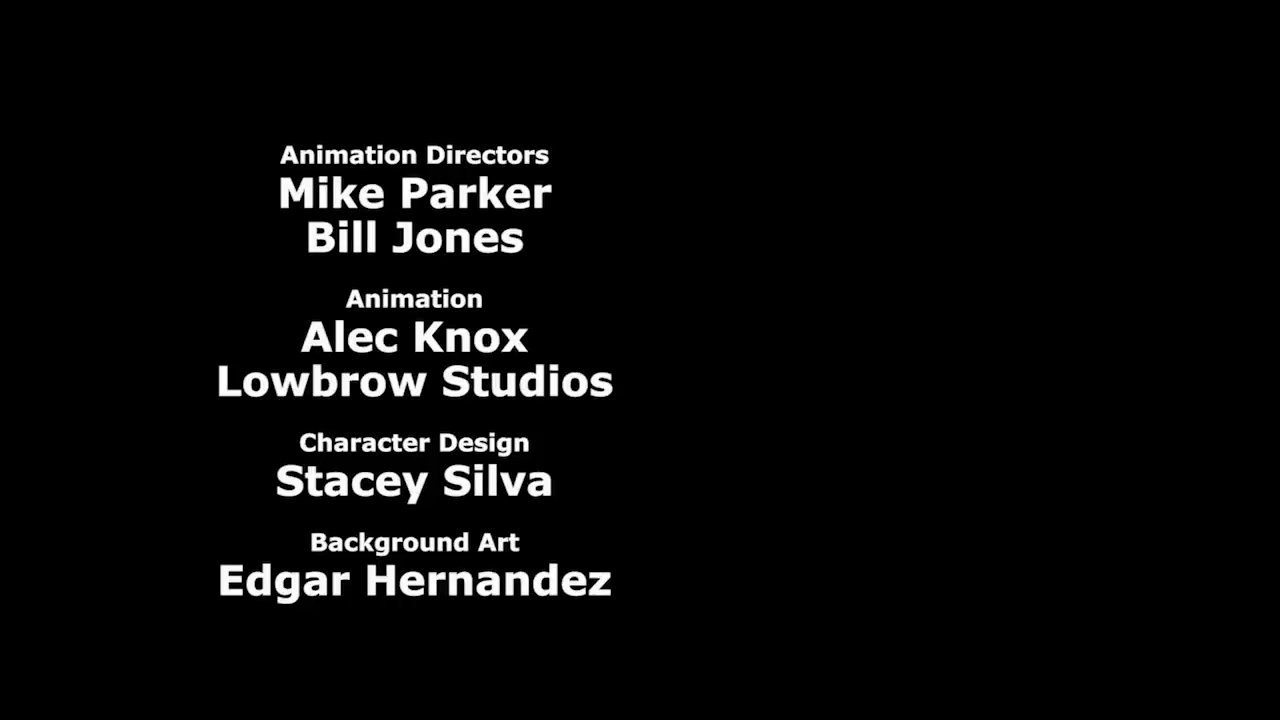 Animation Directors
Mike Parker
Bill Jones
Animation
Alec Knox
Lowbrow Studios
Character Design
Stacey Silva
Background Art
Edgar Hernandez